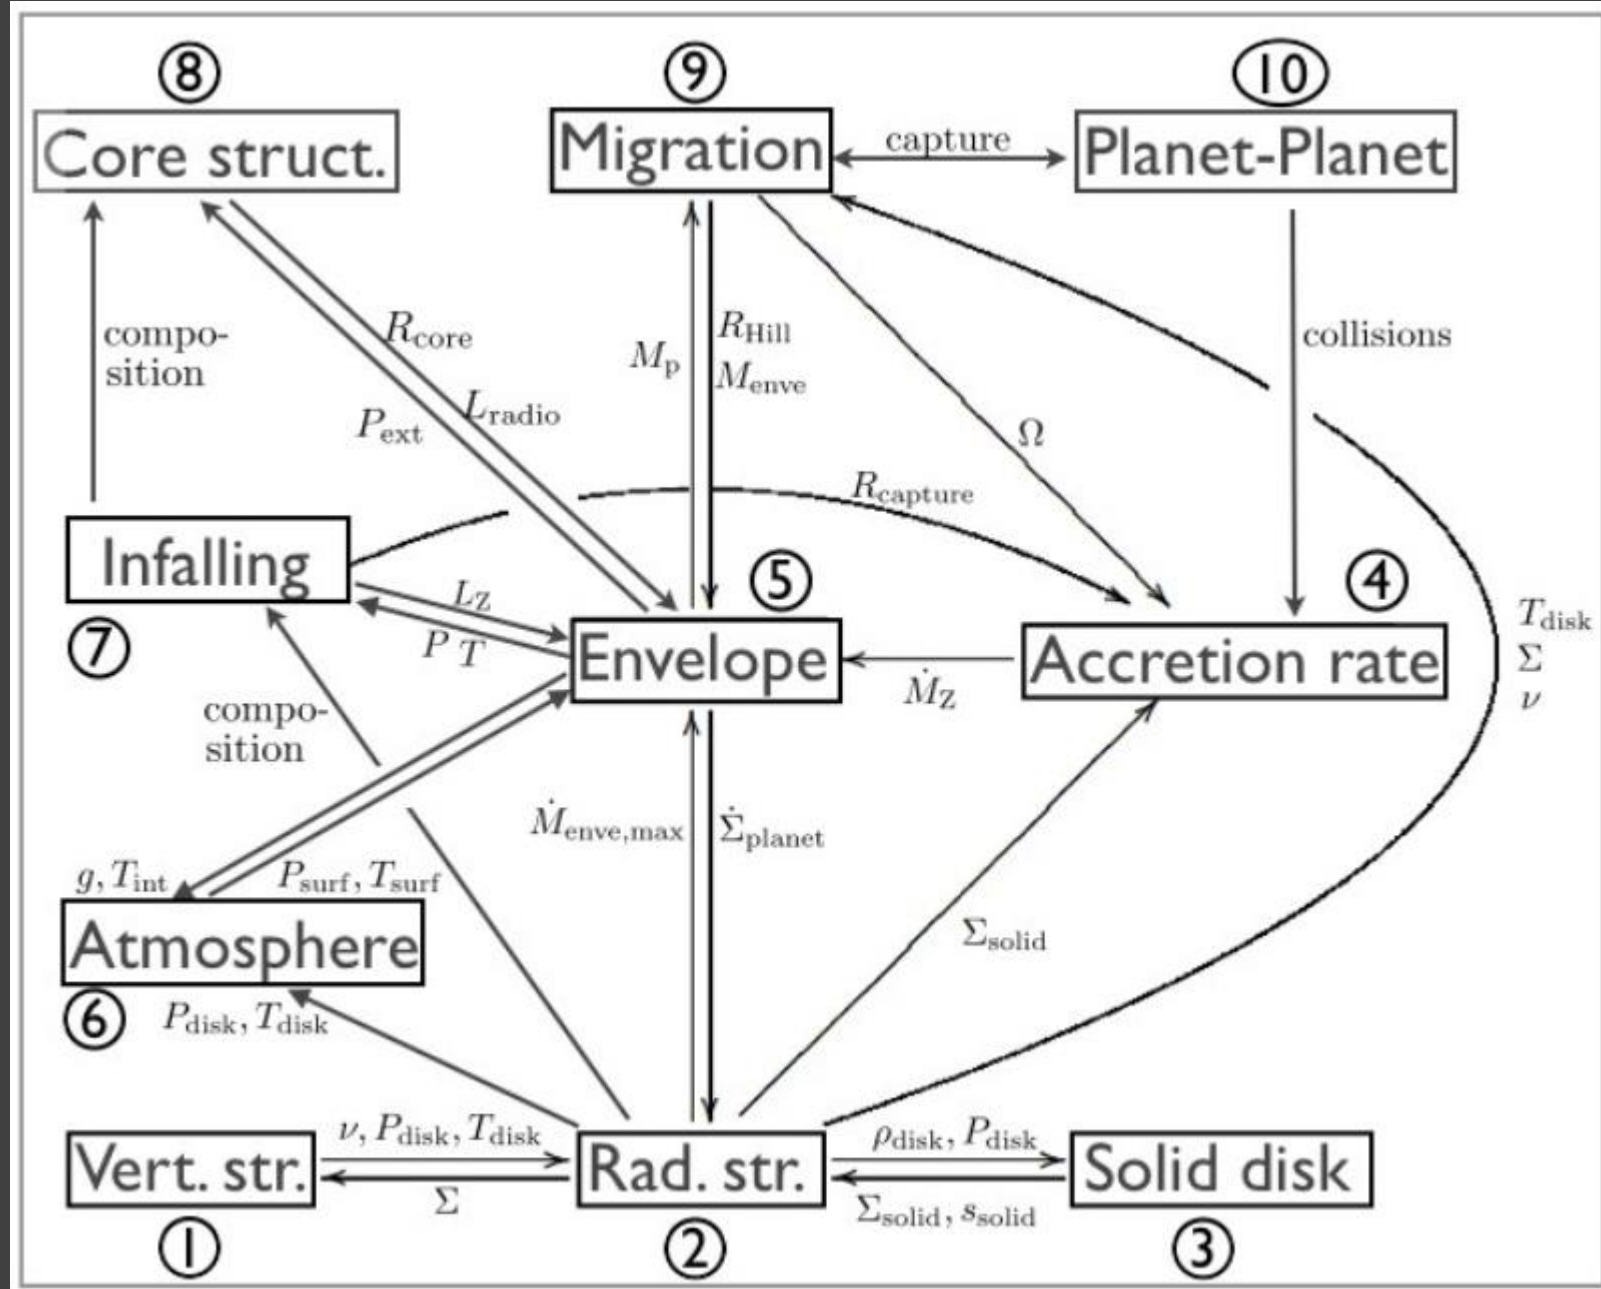 ⑧
⑨
⑩
Core struct.
Migration
capture
Planet-Planet
compo-
sition
R_core
L_radio
P_ext
M_p
R_Hill
M_enve
Ω
collisions
R_capture
Infalling
⑦
L_Z
P T
⑤
Envelope
Ṁ_Z
④
Accretion rate
T_disk
Σ
ν
compo-
sition
Ṁ_enve,max
Σ̇_planet
g, T_int
P_surf, T_surf
Σ_solid
Atmosphere
⑥
P_disk, T_disk
Vert. str.
ν, P_disk, T_disk
Σ
Rad. str.
ρ_disk, P_disk
Σ_solid, s_solid
Solid disk
①
②
③